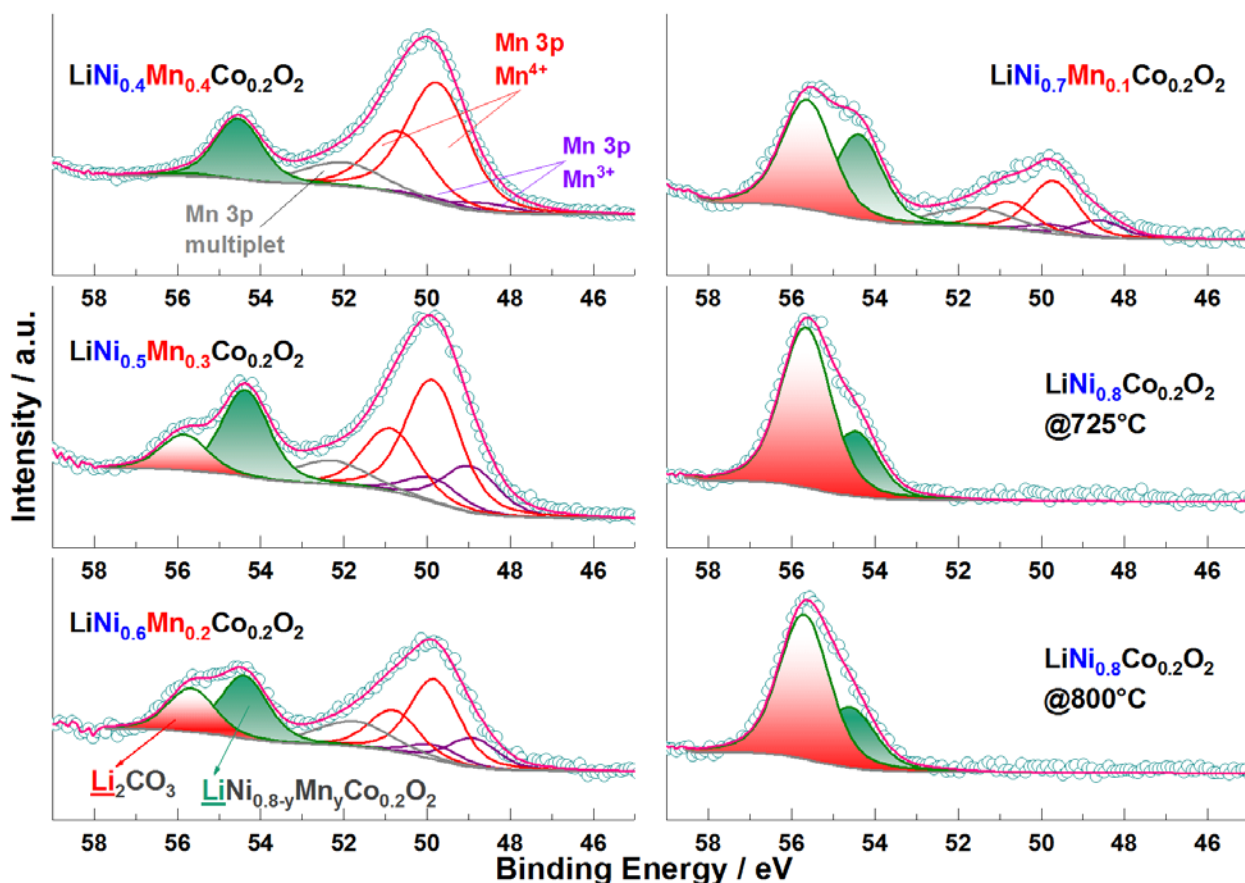 LiNi0.4Mn0.4Co0.2O2
Mn 3p
Mn4+
Mn 3p
Mn3+
Mn 3p
multiplet
58 56 54 52 50 48 46
LiNi0.5Mn0.3Co0.2O2
58 56 54 52 50 48 46
LiNi0.6Mn0.2Co0.2O2
Li2CO3
LiNi0.8-yMnyCo0.2O2
58 56 54 52 50 48 46
LiNi0.7Mn0.1Co0.2O2
58 56 54 52 50 48 46
LiNi0.8Co0.2O2
@725°C
58 56 54 52 50 48 46
LiNi0.8Co0.2O2
@800°C
58 56 54 52 50 48 46
Intensity / a.u.
Binding Energy / eV